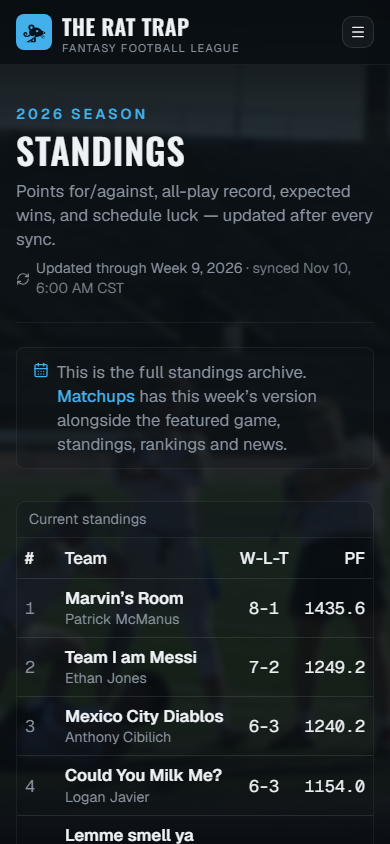 THE RAT TRAP
FANTASY FOOTBALL LEAGUE
2026 SEASON
STANDINGS
Points for/against, all-play record, expected
wins, and schedule luck — updated after every
sync.
Updated through Week 9, 2026 · synced Nov 10,
6:00 AM CST
This is the full standings archive.
Matchups has this week’s version
alongside the featured game,
standings, rankings and news.
Current standings
# Team W-L-T PF
1 Marvin’s Room 8-1 1435.6
Patrick McManus
2 Team I am Messi 7-2 1249.2
Ethan Jones
3 Mexico City Diablos 6-3 1240.2
Anthony Cibilich
4 Could You Milk Me? 6-3 1154.0
Logan Javier
Lemme smell ya